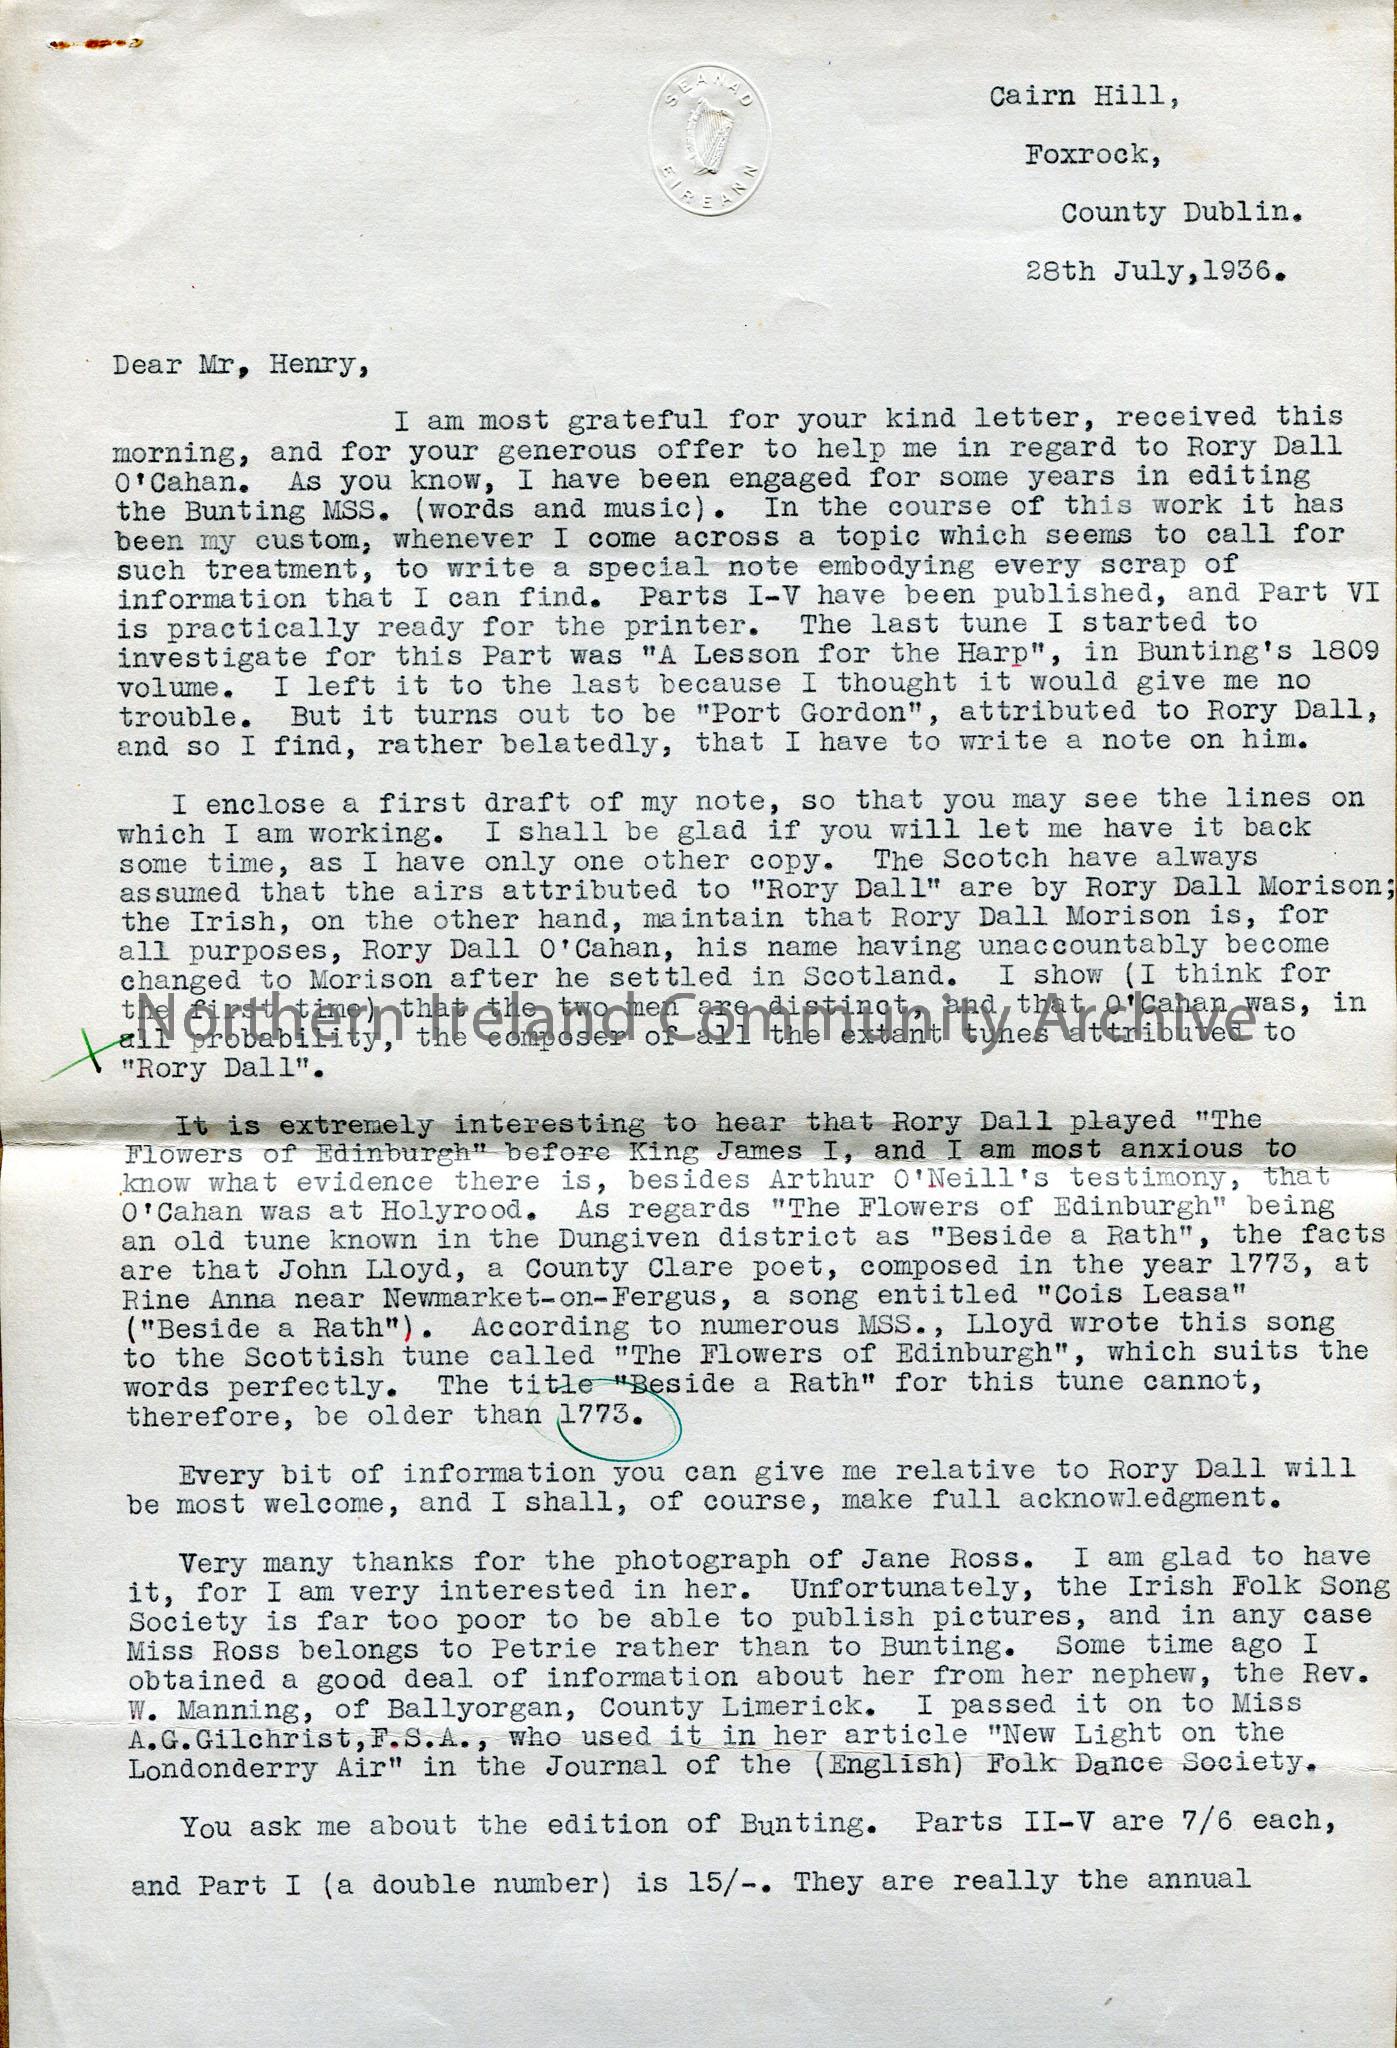 SEANAD
EIREANN
Cairn Hill,
Foxrock,
County Dublin.
28th July,1936.
Dear Mr, Henry,
I am most grateful for your kind letter, received this
morning, and for your generous offer to help me in regard to Rory Dall
O'Cahan. As you know, I have been engaged for some years in editing
the Bunting MSS. (words and music). In the course of this work it has
been my custom, whenever I come across a topic which seems to call for
such treatment, to write a special note embodying every scrap of
information that I can find. Parts I-V have been published, and Part VI
is practically ready for the printer. The last tune I started to
investigate for this Part was "A Lesson for the Harp", in Bunting's 1809
volume. I left it to the last because I thought it would give me no
trouble. But it turns out to be "Port Gordon", attributed to Rory Dall,
and so I find, rather belatedly, that I have to write a note on him.
I enclose a first draft of my note, so that you may see the lines on
which I am working. I shall be glad if you will let me have it back
some time, as I have only one other copy. The Scotch have always
assumed that the airs attributed to "Rory Dall" are by Rory Dall Morison;
the Irish, on the other hand, maintain that Rory Dall Morison is, for
all purposes, Rory Dall O'Cahan, his name having unaccountably become
changed to Morison after he settled in Scotland. I show (I think for
the first time) that the two men are distinct, and that O'Cahan was, in
Northern Ireland Community Archive
all probability, the composer of all the extant tunes attributed to
"Rory Dall".
It is extremely interesting to hear that Rory Dall played "The
Flowers of Edinburgh" before King James I, and I am most anxious to
know what evidence there is, besides Arthur O'Neill's testimony, that
O'Cahan was at Holyrood. As regards "The Flowers of Edinburgh" being
an old tune known in the Dungiven district as "Beside a Rath", the facts
are that John Lloyd, a County Clare poet, composed in the year 1773, at
Rine Anna near Newmarket-on-Fergus, a song entitled "Cois Leasa"
("Beside a Rath"). According to numerous MSS., Lloyd wrote this song
to the Scottish tune called "The Flowers of Edinburgh", which suits the
words perfectly. The title "Beside a Rath" for this tune cannot,
therefore, be older than 1773.
Every bit of information you can give me relative to Rory Dall will
be most welcome, and I shall, of course, make full acknowledgment.
Very many thanks for the photograph of Jane Ross. I am glad to have
it, for I am very interested in her. Unfortunately, the Irish Folk Song
Society is far too poor to be able to publish pictures, and in any case
Miss Ross belongs to Petrie rather than to Bunting. Some time ago I
obtained a good deal of information about her from her nephew, the Rev.
W. Manning, of Ballyorgan, County Limerick. I passed it on to Miss
A.G.Gilchrist,F.S.A., who used it in her article "New Light on the
Londonderry Air" in the Journal of the (English) Folk Dance Society.
You ask me about the edition of Bunting. Parts II-V are 7/6 each,
and Part I (a double number) is 15/-. They are really the annual